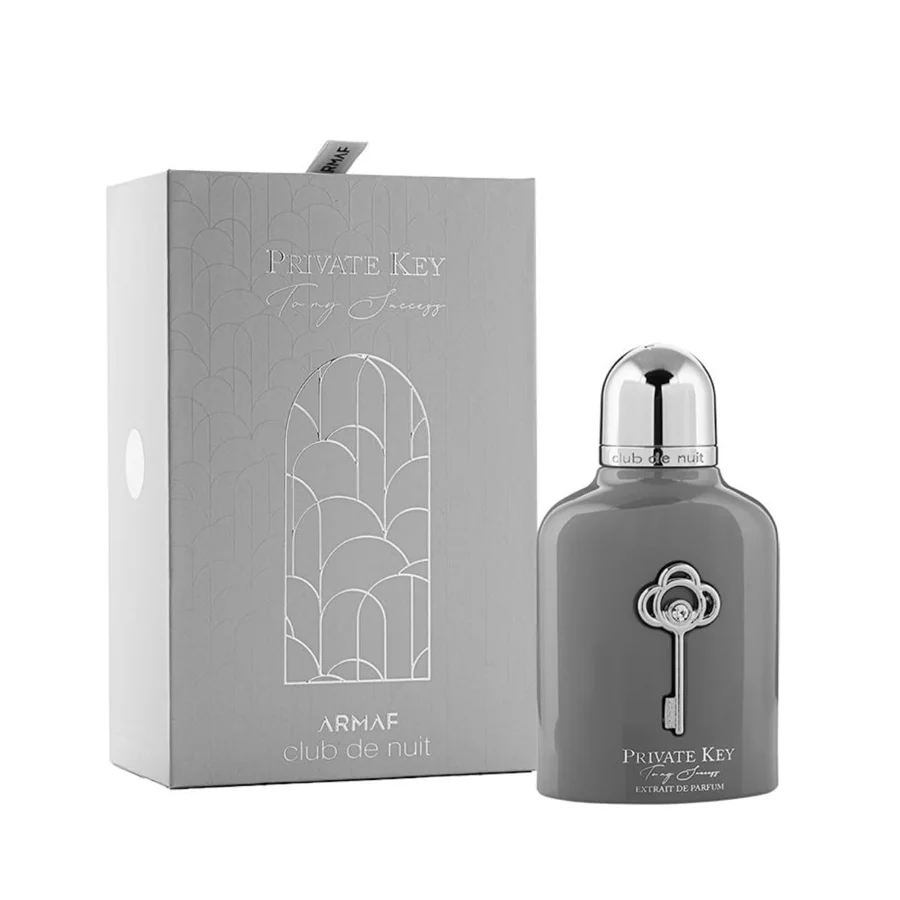 ARMAF
PRIVATE KEY
To my Success
ARMAF
club de nuit
club de nuit
PRIVATE KEY
To my Success
EXTRAIT DE PARFUM